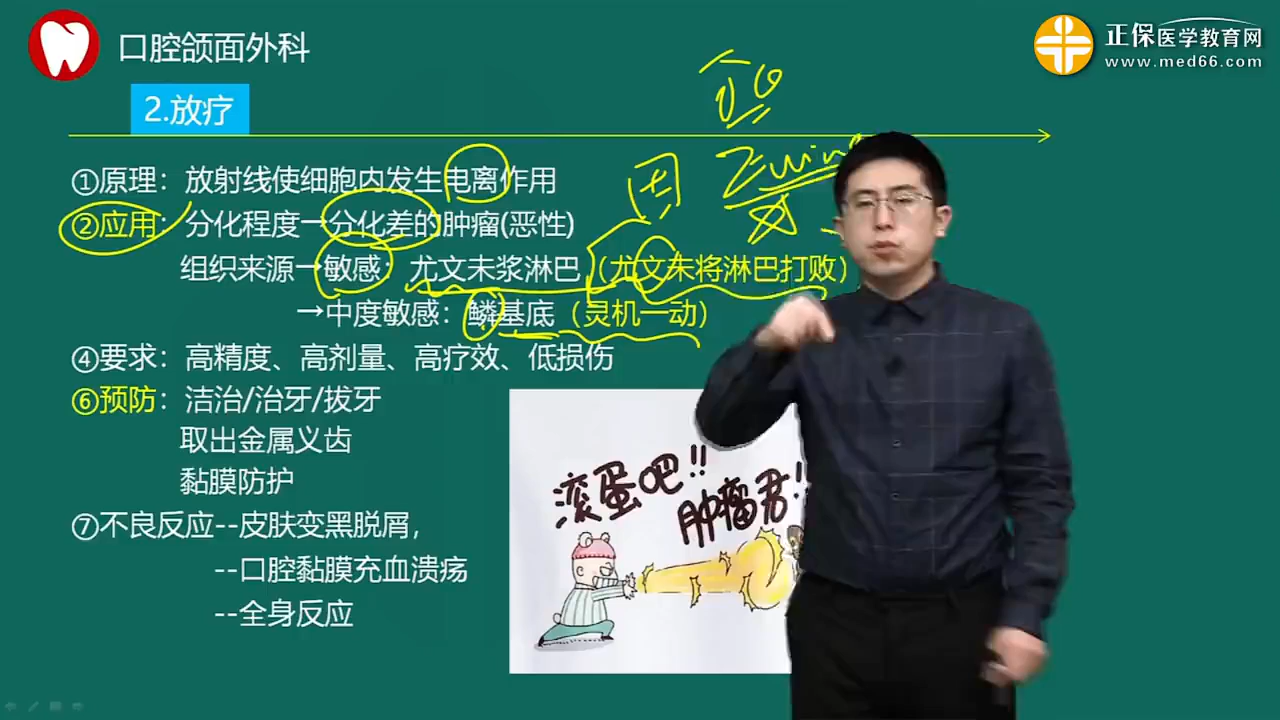 口腔颌面外科
正保医学教育网
www.med66.com
2.放疗
①原理：放射线使细胞内发生电离作用
②应用：分化程度→分化差的肿瘤(恶性)
组织来源→敏感：尤文未浆淋巴（尤文未将淋巴打败）
→中度敏感：鳞基底（灵机一动）
④要求：高精度、高剂量、高疗效、低损伤
⑥预防：洁治/治牙/拔牙
取出金属义齿
黏膜防护
⑦不良反应--皮肤变黑脱屑，
--口腔黏膜充血溃疡
--全身反应
滚蛋吧!!
肿瘤君!!